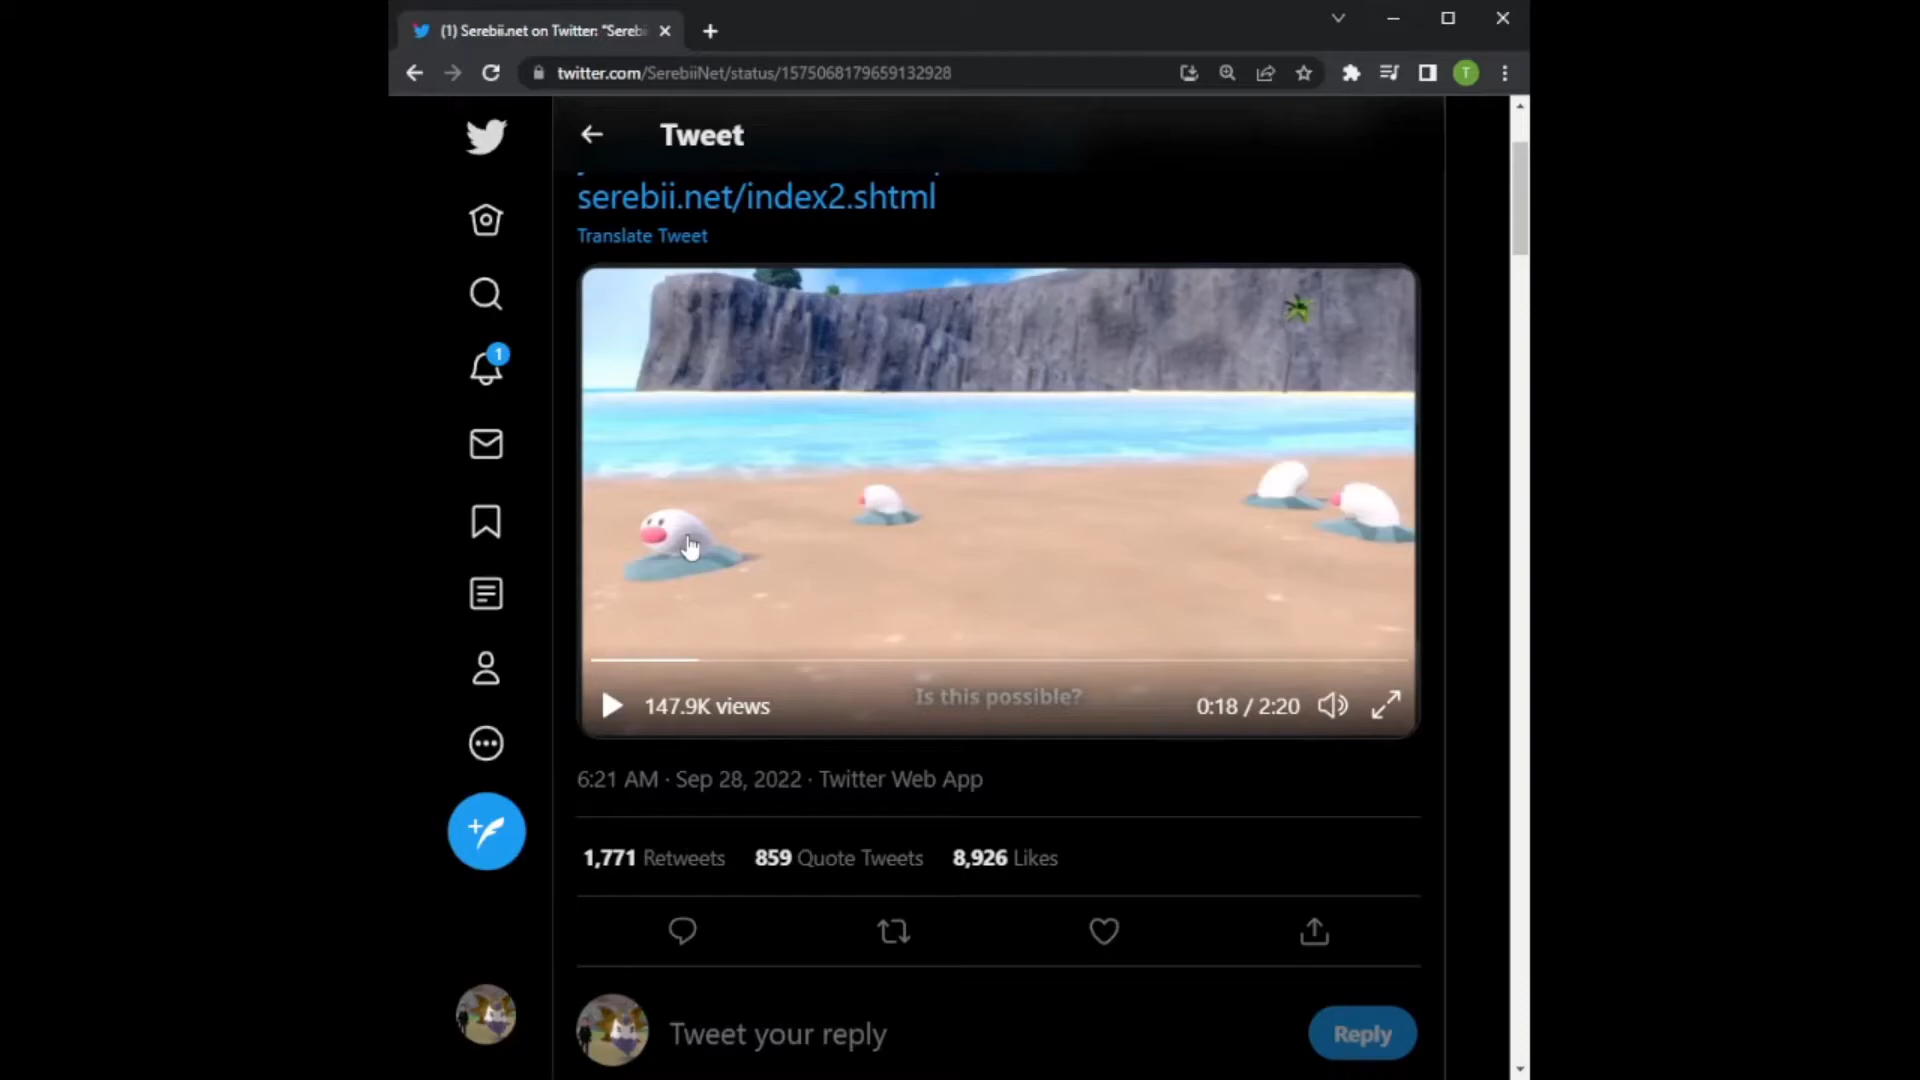 (1) Serebii.net on Twitter: "Serebi
twitter.com/SerebiiNet/status/1575068179659132928
T
Tweet
serebii.net/index2.shtml
Translate Tweet
1
Is this possible?
147.9K views
0:18 / 2:20
6:21 AM · Sep 28, 2022 · Twitter Web App
1,771 Retweets 859 Quote Tweets 8,926 Likes
Tweet your reply
Reply